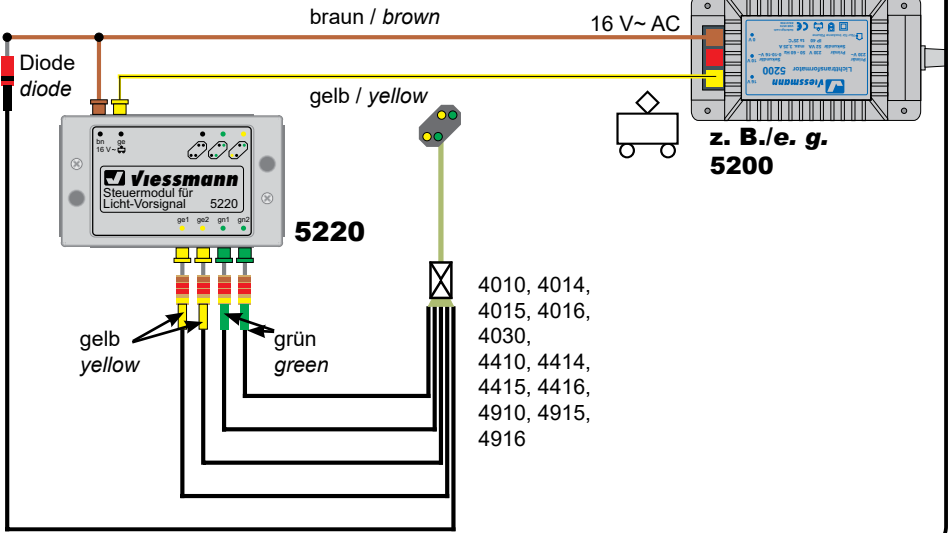 braun / brown
16 V~ AC
Diode
diode
gelb / yellow
Viessmann
Lichttransformator
5200
z. B./e. g.
5200
bn
ge
16 V~
Viessmann
Steuermodul für
Licht-Vorsignal 5220
ge1 ge2 gn1 gn2
5220
4010, 4014,
4015, 4016,
4030,
4410, 4414,
4415, 4416,
4910, 4915,
4916
gelb
yellow
grün
green